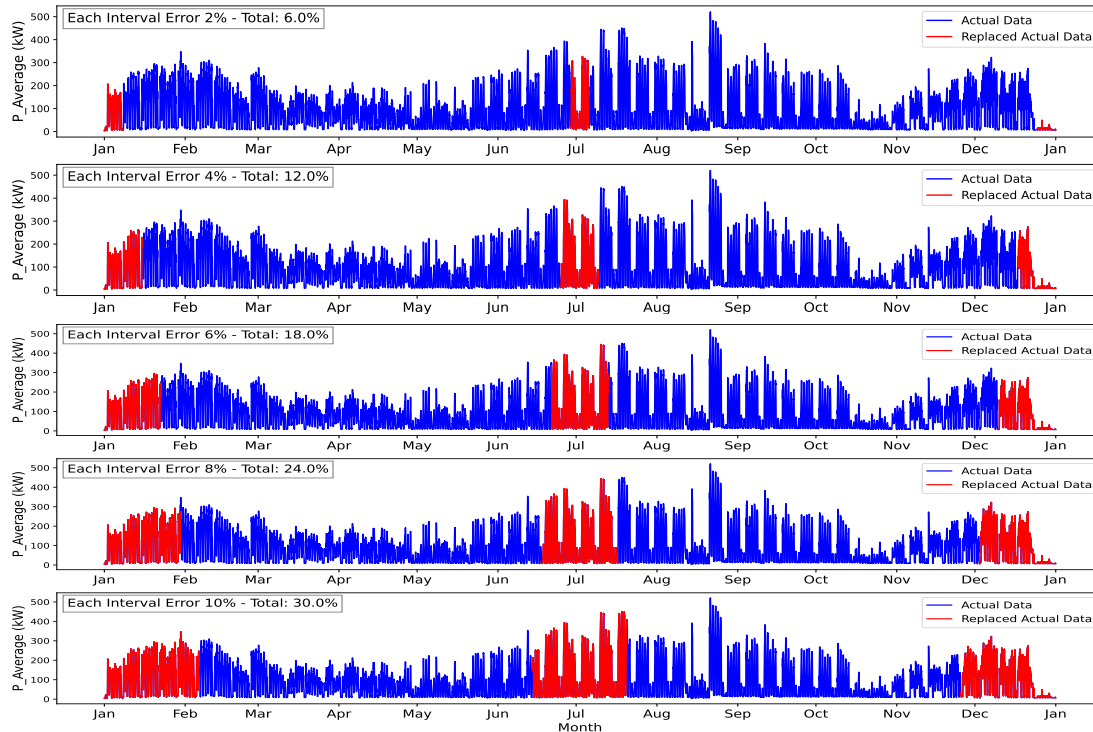 Each Interval Error 2% - Total: 6.0%
Actual Data
Replaced Actual Data
P_Average (kW)
500
400
300
200
100
0
Jan Feb Mar Apr May Jun Jul Aug Sep Oct Nov Dec Jan
Each Interval Error 4% - Total: 12.0%
Actual Data
Replaced Actual Data
P_Average (kW)
500
400
300
200
100
0
Jan Feb Mar Apr May Jun Jul Aug Sep Oct Nov Dec Jan
Each Interval Error 6% - Total: 18.0%
Actual Data
Replaced Actual Data
P_Average (kW)
500
400
300
200
100
0
Jan Feb Mar Apr May Jun Jul Aug Sep Oct Nov Dec Jan
Each Interval Error 8% - Total: 24.0%
Actual Data
Replaced Actual Data
P_Average (kW)
500
400
300
200
100
0
Jan Feb Mar Apr May Jun Jul Aug Sep Oct Nov Dec Jan
Each Interval Error 10% - Total: 30.0%
Actual Data
Replaced Actual Data
P_Average (kW)
500
400
300
200
100
0
Jan Feb Mar Apr May Jun Jul Aug Sep Oct Nov Dec Jan
Month